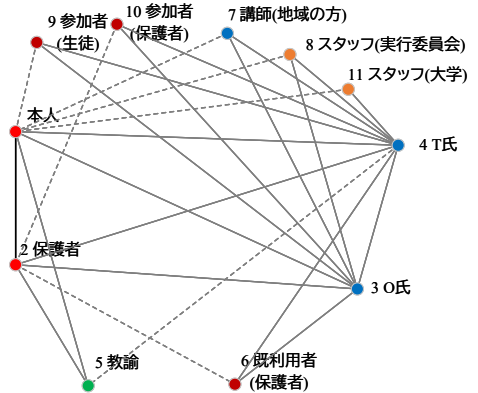 9 参加者
(生徒)
10 参加者
(保護者)
7 講師(地域の方)
8 スタッフ(実行委員会)
11 スタッフ(大学)
本人
4 T氏
2 保護者
3 O氏
5 教諭
6 既利用者
(保護者)